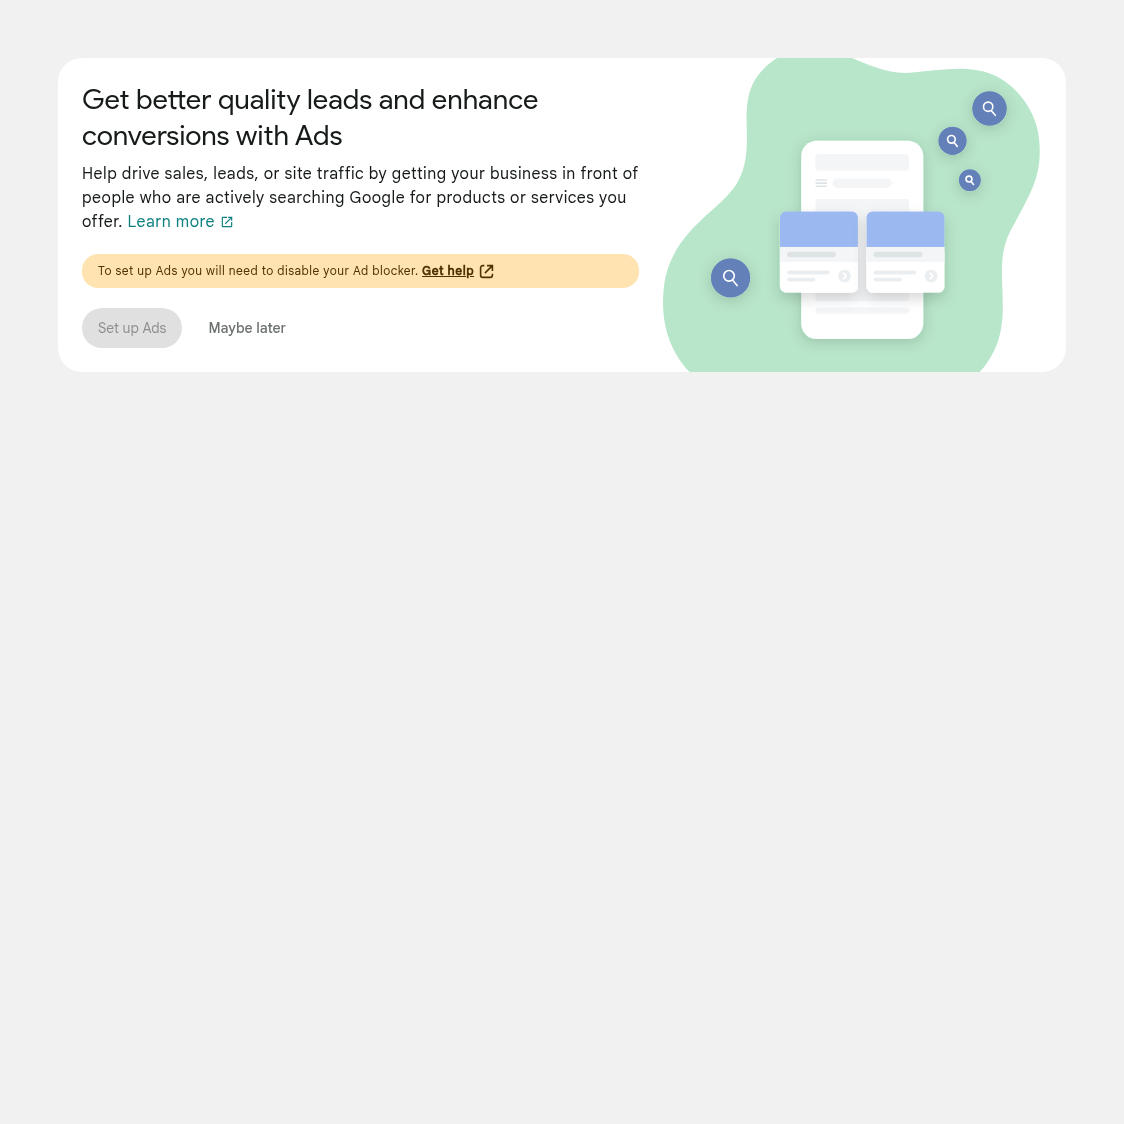 Get better quality leads and enhance
conversions with Ads
Help drive sales, leads, or site traffic by getting your business in front of
people who are actively searching Google for products or services you
offer. Learn more
To set up Ads you will need to disable your Ad blocker. Get help
Set up Ads
Maybe later